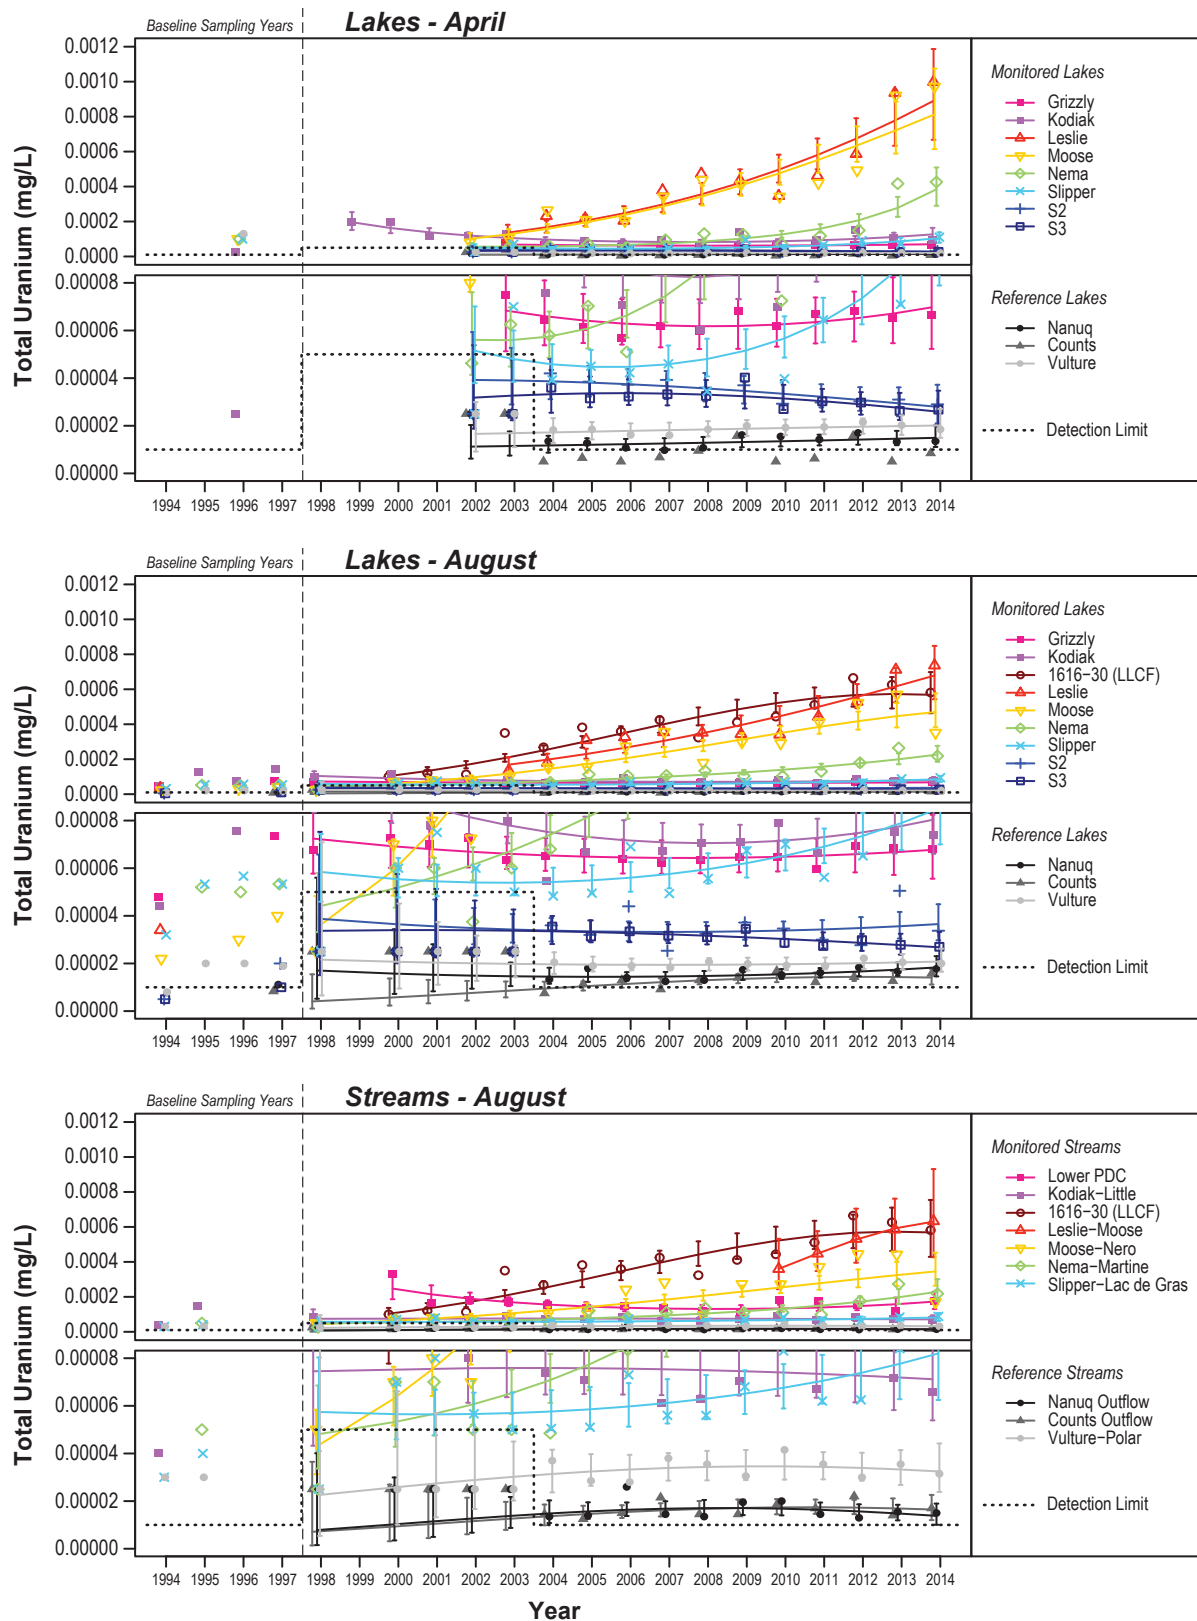 Baseline Sampling Years
Lakes - April
Total Uranium (mg/L)
0.0012
0.0010
0.0008
0.0006
0.0004
0.0002
0.0000
0.00008
0.00006
0.00004
0.00002
0.00000
1994 1995 1996 1997 1998 1999 2000 2001 2002 2003 2004 2005 2006 2007 2008 2009 2010 2011 2012 2013 2014
Monitored Lakes
Grizzly
Kodiak
Leslie
Moose
Nema
Slipper
S2
S3
Reference Lakes
Nanuq
Counts
Vulture
Detection Limit
Baseline Sampling Years
Lakes - August
Total Uranium (mg/L)
0.0012
0.0010
0.0008
0.0006
0.0004
0.0002
0.0000
0.00008
0.00006
0.00004
0.00002
0.00000
1994 1995 1996 1997 1998 1999 2000 2001 2002 2003 2004 2005 2006 2007 2008 2009 2010 2011 2012 2013 2014
Monitored Lakes
Grizzly
Kodiak
1616-30 (LLCF)
Leslie
Moose
Nema
Slipper
S2
S3
Reference Lakes
Nanuq
Counts
Vulture
Detection Limit
Baseline Sampling Years
Streams - August
Total Uranium (mg/L)
0.0012
0.0010
0.0008
0.0006
0.0004
0.0002
0.0000
0.00008
0.00006
0.00004
0.00002
0.00000
1994 1995 1996 1997 1998 1999 2000 2001 2002 2003 2004 2005 2006 2007 2008 2009 2010 2011 2012 2013 2014
Year
Monitored Streams
Lower PDC
Kodiak−Little
1616−30 (LLCF)
Leslie−Moose
Moose−Nero
Nema−Martine
Slipper−Lac de Gras
Reference Streams
Nanuq Outflow
Counts Outflow
Vulture−Polar
Detection Limit